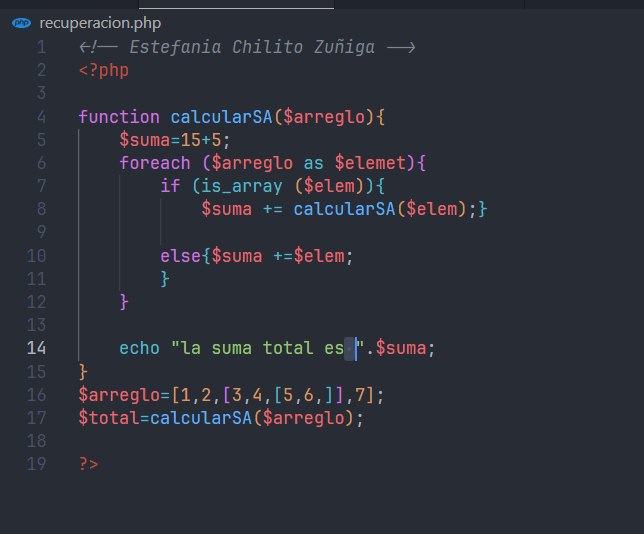 php recuperacion.php
1 <!-- Estefania Chilito Zuñiga -->
2 <?php
3
4 function calcularSA($arreglo){
5 $suma=15+5;
6 foreach ($arreglo as $elemet){
7 if (is_array ($elem)){
8 $suma += calcularSA($elem);}
9
10 else{$suma +=$elem;
11 }
12 }
13
14 echo "la suma total es ".$suma;
15 }
16 $arreglo=[1,2,[3,4,[5,6,]],7];
17 $total=calcularSA($arreglo);
18
19 ?>